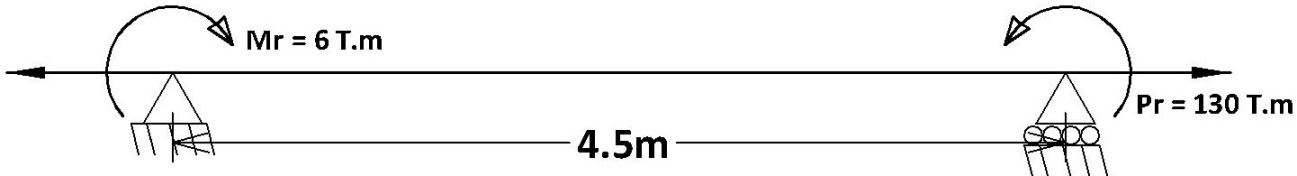 Mr = 6 T.m
Pr = 130 T.m
4.5m